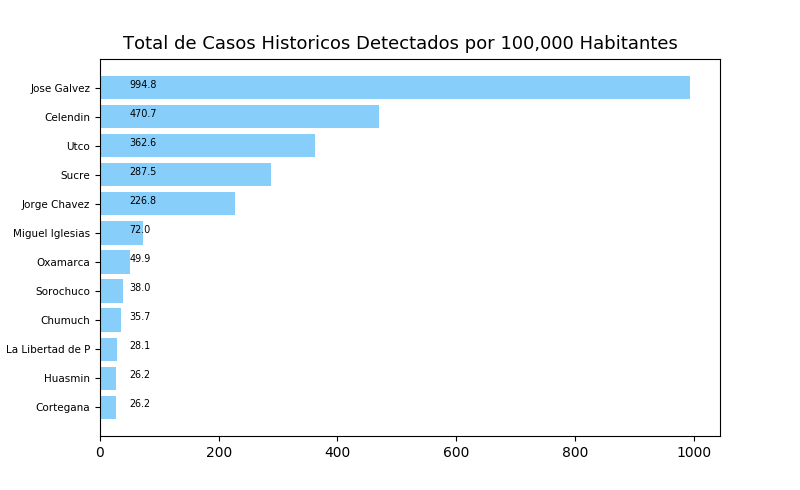 Total de Casos Historicos Detectados por 100,000 Habitantes
Jose Galvez 994.8
Celendin 470.7
Utco 362.6
Sucre 287.5
Jorge Chavez 226.8
Miguel Iglesias 72.0
Oxamarca 49.9
Sorochuco 38.0
Chumuch 35.7
La Libertad de P 28.1
Huasmin 26.2
Cortegana 26.2
0 200 400 600 800 1000